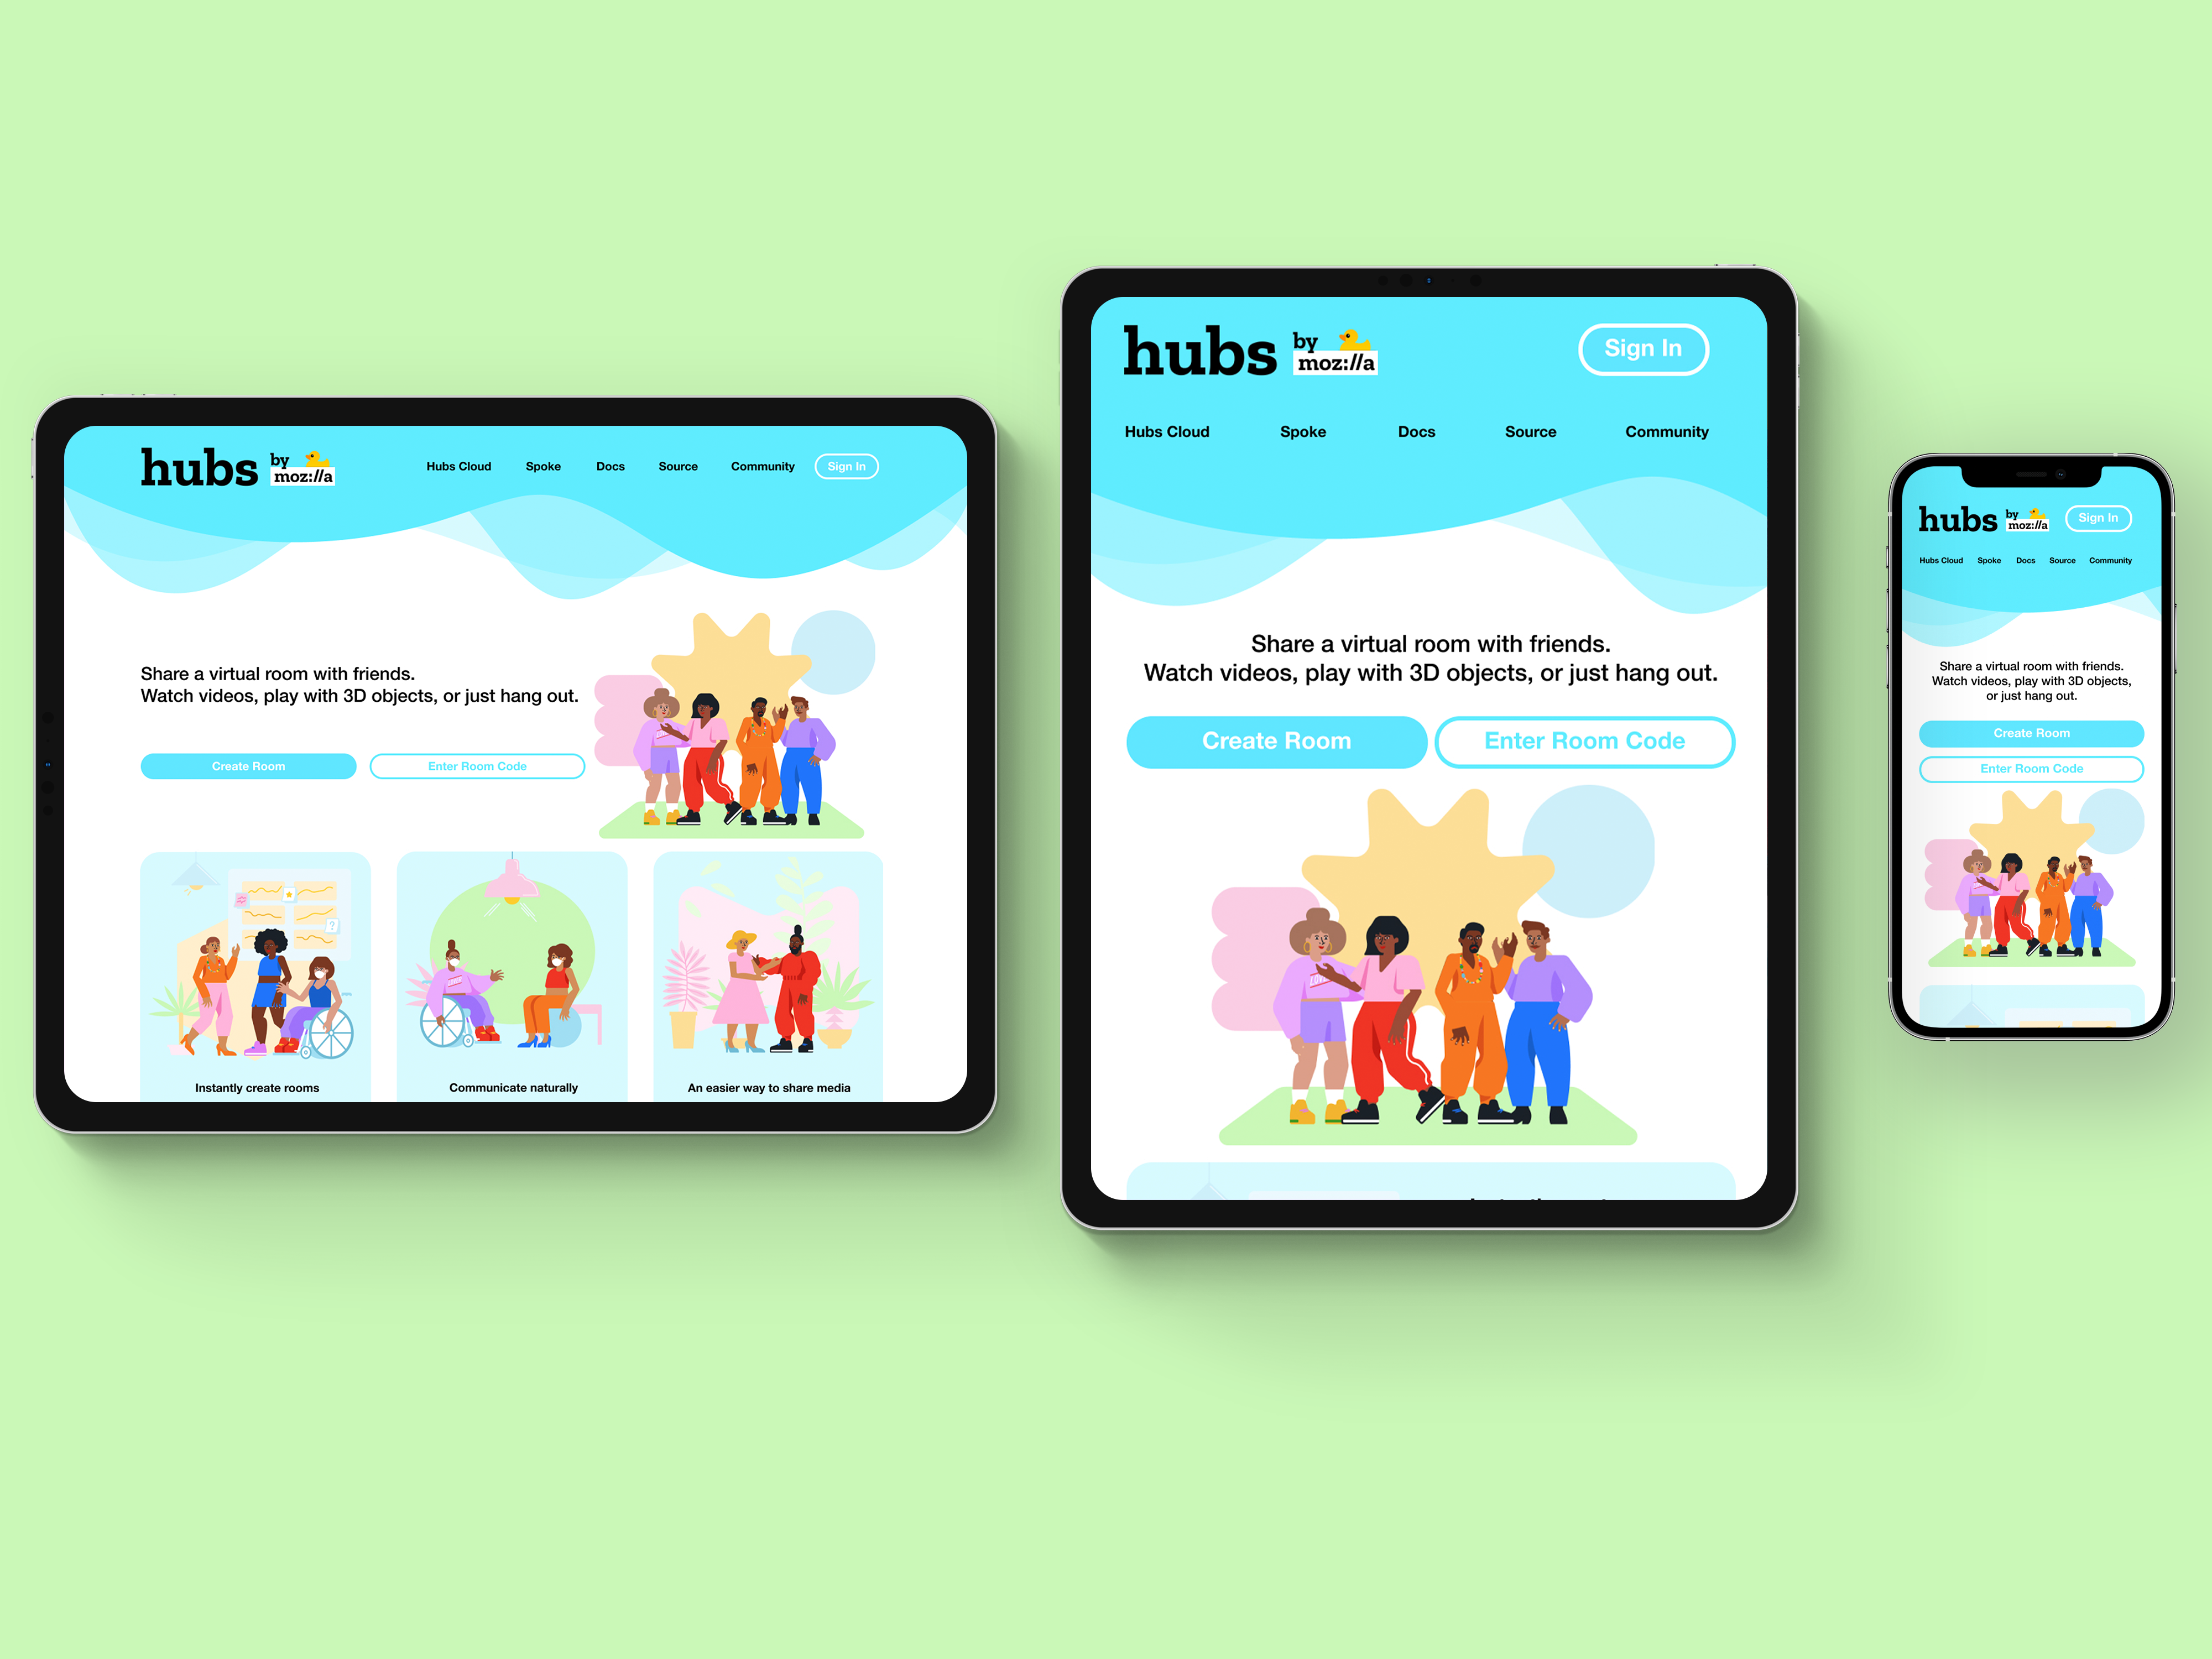 hubs by moz://a
Hubs Cloud Spoke Docs Source Community Sign In
Share a virtual room with friends.
Watch videos, play with 3D objects, or just hang out.
Create Room Enter Room Code
Instantly create rooms Communicate naturally An easier way to share media
hubs by moz://a Sign In
Hubs Cloud Spoke Docs Source Community
Share a virtual room with friends.
Watch videos, play with 3D objects, or just hang out.
Create Room Enter Room Code
hubs by moz://a Sign In
Hubs Cloud Spoke Docs Source Community
Share a virtual room with friends.
Watch videos, play with 3D objects,
or just hang out.
Create Room
Enter Room Code